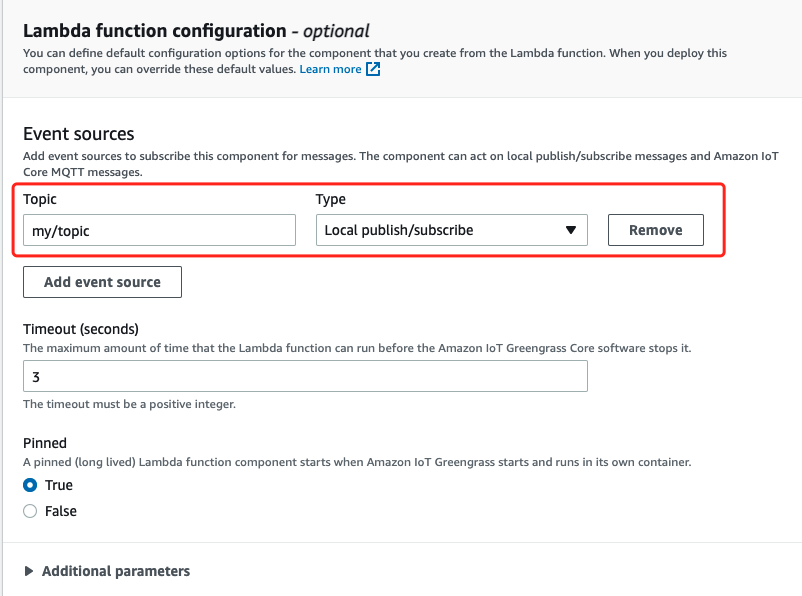 Lambda function configuration - optional
You can define default configuration options for the component that you create from the Lambda function. When you deploy this
component, you can override these default values. Learn more
Event sources
Add event sources to subscribe this component for messages. The component can act on local publish/subscribe messages and Amazon IoT
Core MQTT messages.
Topic Type
my/topic Local publish/subscribe Remove
Add event source
Timeout (seconds)
The maximum amount of time that the Lambda function can run before the Amazon IoT Greengrass Core software stops it.
3
The timeout must be a positive integer.
Pinned
A pinned (long lived) Lambda function component starts when Amazon IoT Greengrass starts and runs in its own container.
True
False
Additional parameters